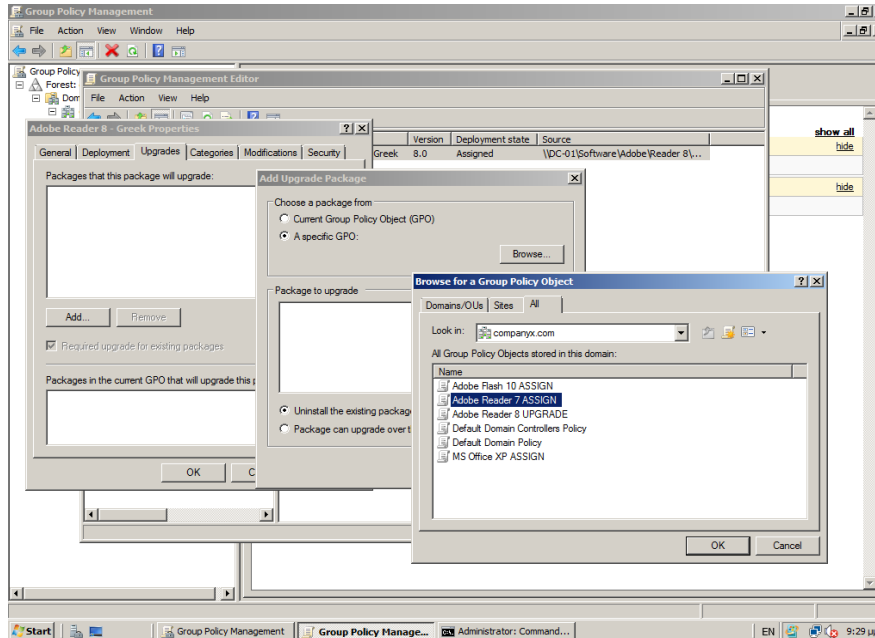 Group Policy Management
File Action View Window Help
Group Policy
Forest:
Dom
Group Policy Management Editor
File Action View Help
Version Deployment state Source
Greek 8.0 Assigned \\DC-01\Software\Adobe\Reader 8\...
show all
hide
hide
Adobe Reader 8 - Greek Properties
General Deployment Upgrades Categories Modifications Security
Packages that this package will upgrade:
Add... Remove
Required upgrade for existing packages
Packages in the current GPO that will upgrade this p
OK C
Add Upgrade Package
Choose a package from
Current Group Policy Object (GPO)
A specific GPO:
Browse...
Package to upgrade
Uninstall the existing package
Package can upgrade over t
Browse for a Group Policy Object
Domains/OUs Sites All
Look in: companyx.com
All Group Policy Objects stored in this domain:
Name
Adobe Flash 10 ASSIGN
Adobe Reader 7 ASSIGN
Adobe Reader 8 UPGRADE
Default Domain Controllers Policy
Default Domain Policy
MS Office XP ASSIGN
OK Cancel
Start Group Policy Management Group Policy Manage... Administrator: Command... EN 9:29 μμ